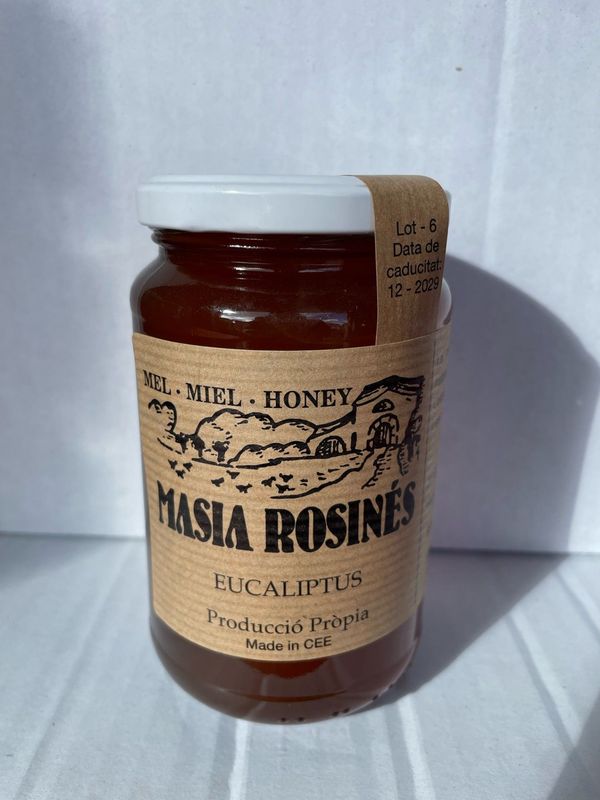 Lot - 6
Data de
caducitat:
12 - 2029
MEL · MIEL · HONEY
MASIA ROSINÉS
EUCALIPTUS
Producció Pròpia
Made in CEE